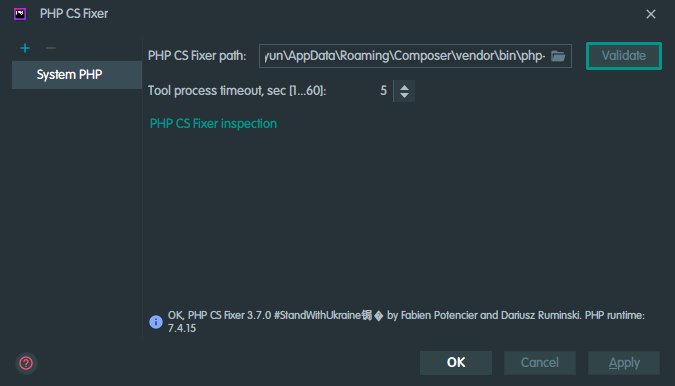 PHP CS Fixer
System PHP
PHP CS Fixer path: yun\AppData\Roaming\Composer\vendor\bin\php- Validate
Tool process timeout, sec [1...60]: 5
PHP CS Fixer inspection
OK, PHP CS Fixer 3.7.0 #StandWithUkraine锔� by Fabien Potencier and Dariusz Ruminski. PHP runtime:
7.4.15
OK Cancel Apply